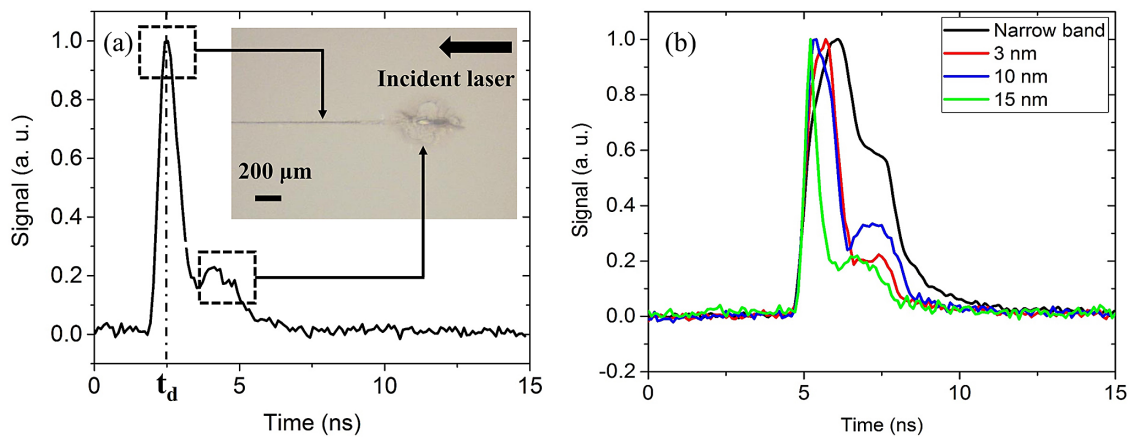 (a)
Incident laser
200 µm
Signal (a. u.)
1.0
0.8
0.6
0.4
0.2
0.0
0
t_d
5
10
15
Time (ns)
(b)
Narrow band
3 nm
10 nm
15 nm
Signal (a. u.)
1.0
0.8
0.6
0.4
0.2
0.0
-0.2
0
5
10
15
Time (ns)